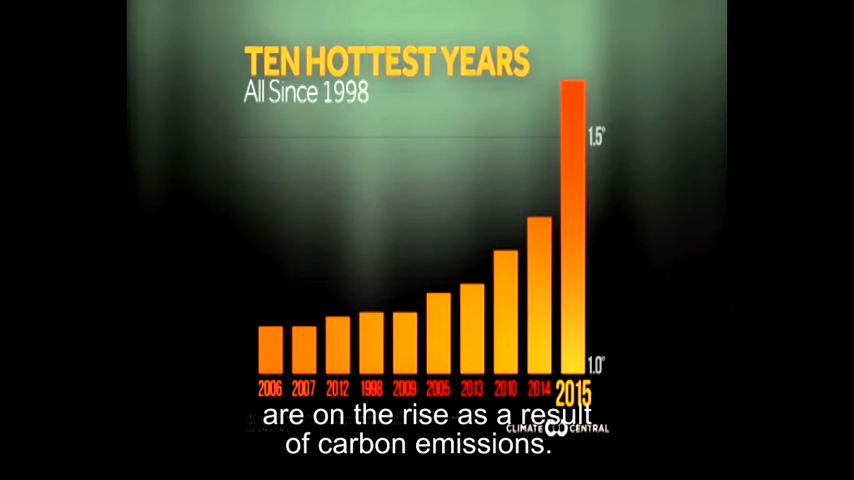 TEN HOTTEST YEARS
All Since 1998
1.5°
1.0°
2006 2007 2012 1998 2009 2005 2013 2010 2014 2015
are on the rise as a result
CLIMATE CENTRAL
of carbon emissions.